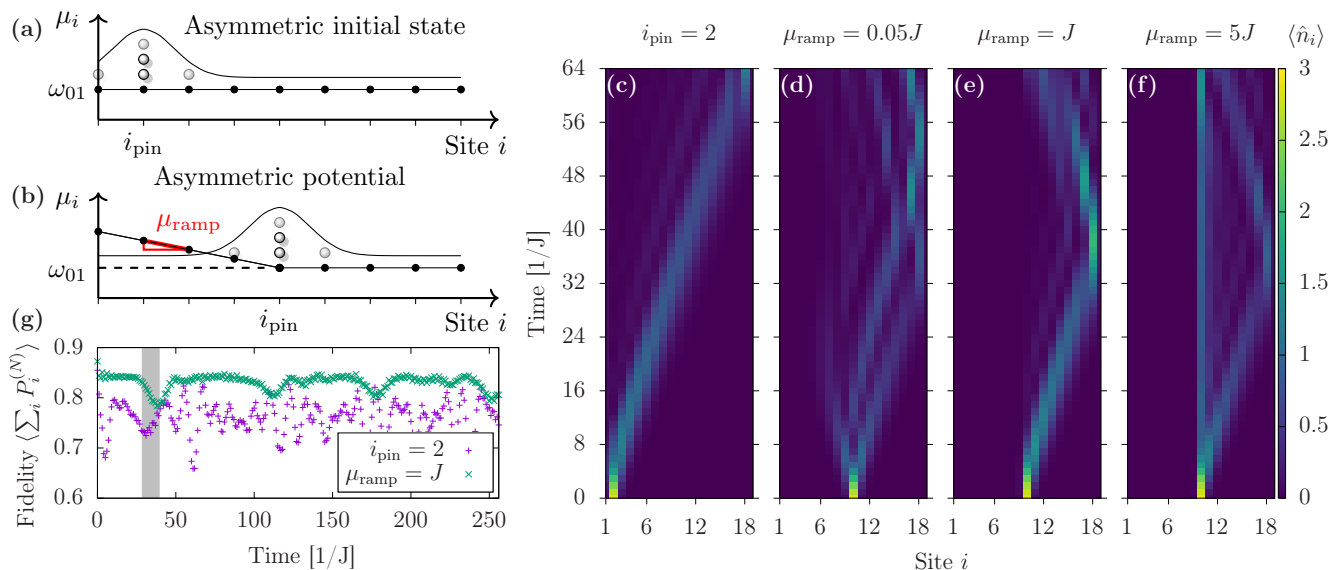 (a)
μ_i
Asymmetric initial state
ω_01
i_pin
Site i
(b)
μ_i
Asymmetric potential
μ_ramp
ω_01
i_pin
Site i
(g)
Fidelity ⟨∑_i P_i^(N)⟩
0.9
0.8
0.7
0.6
i_pin = 2
μ_ramp = J
0 50 100 150 200 250
Time [1/J]
i_pin = 2 μ_ramp = 0.05J μ_ramp = J μ_ramp = 5J ⟨n̂_i⟩
(c) (d) (e) (f)
Time [1/J]
64
56
48
40
32
24
16
8
0
1 6 12 18 1 6 12 18 1 6 12 18 1 6 12 18
Site i
3
2.5
2
1.5
1
0.5
0